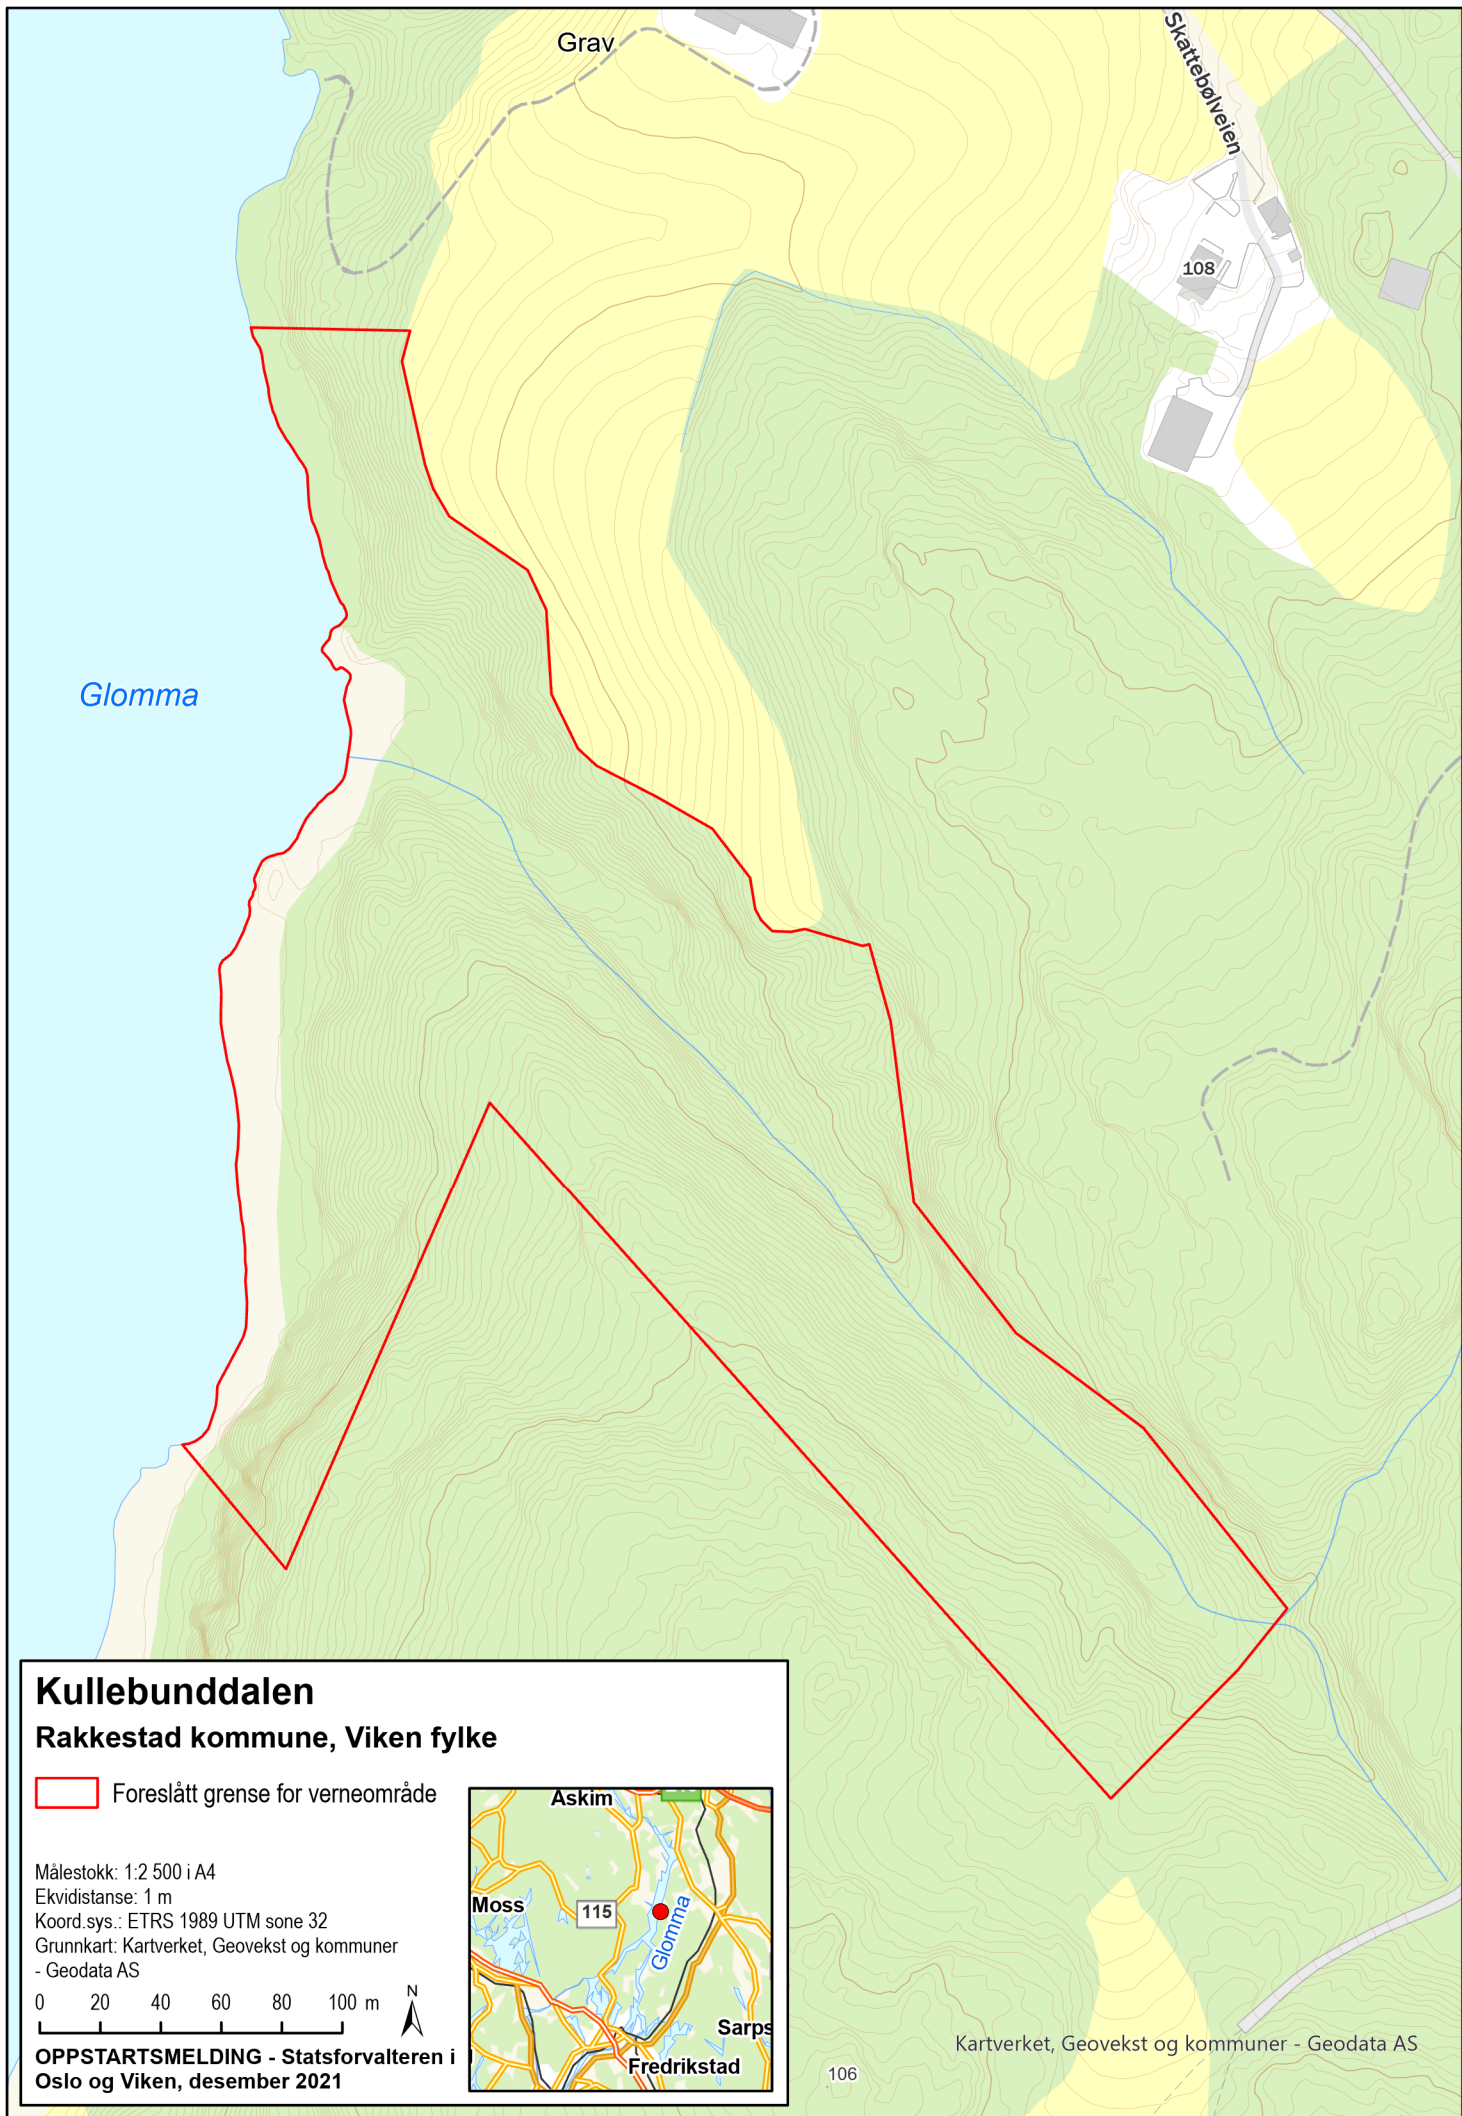 Grav
Skattebølveien
108
Glomma
Kullebunddalen
Rakkestad kommune, Viken fylke
Foreslått grense for verneområde
Målestokk: 1:2 500 i A4
Ekvidistanse: 1 m
Koord.sys.: ETRS 1989 UTM sone 32
Grunnkart: Kartverket, Geovekst og kommuner
- Geodata AS
0 20 40 60 80 100 m
N
OPPSTARTSMELDING - Statsforvalteren i
Oslo og Viken, desember 2021
Askim
Moss
115
Glomma
Sarps
Fredrikstad
Kartverket, Geovekst og kommuner - Geodata AS
106